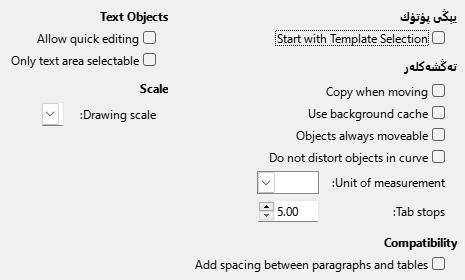 يېڭى پۈتۈك
Start with Template Selection
تەڭشەكلەر
Copy when moving
Use background cache
Objects always moveable
Do not distort objects in curve
Unit of measurement:
Tab stops:
5.00
Compatibility
Add spacing between paragraphs and tables
Text Objects
Allow quick editing
Only text area selectable
Scale
Drawing scale: